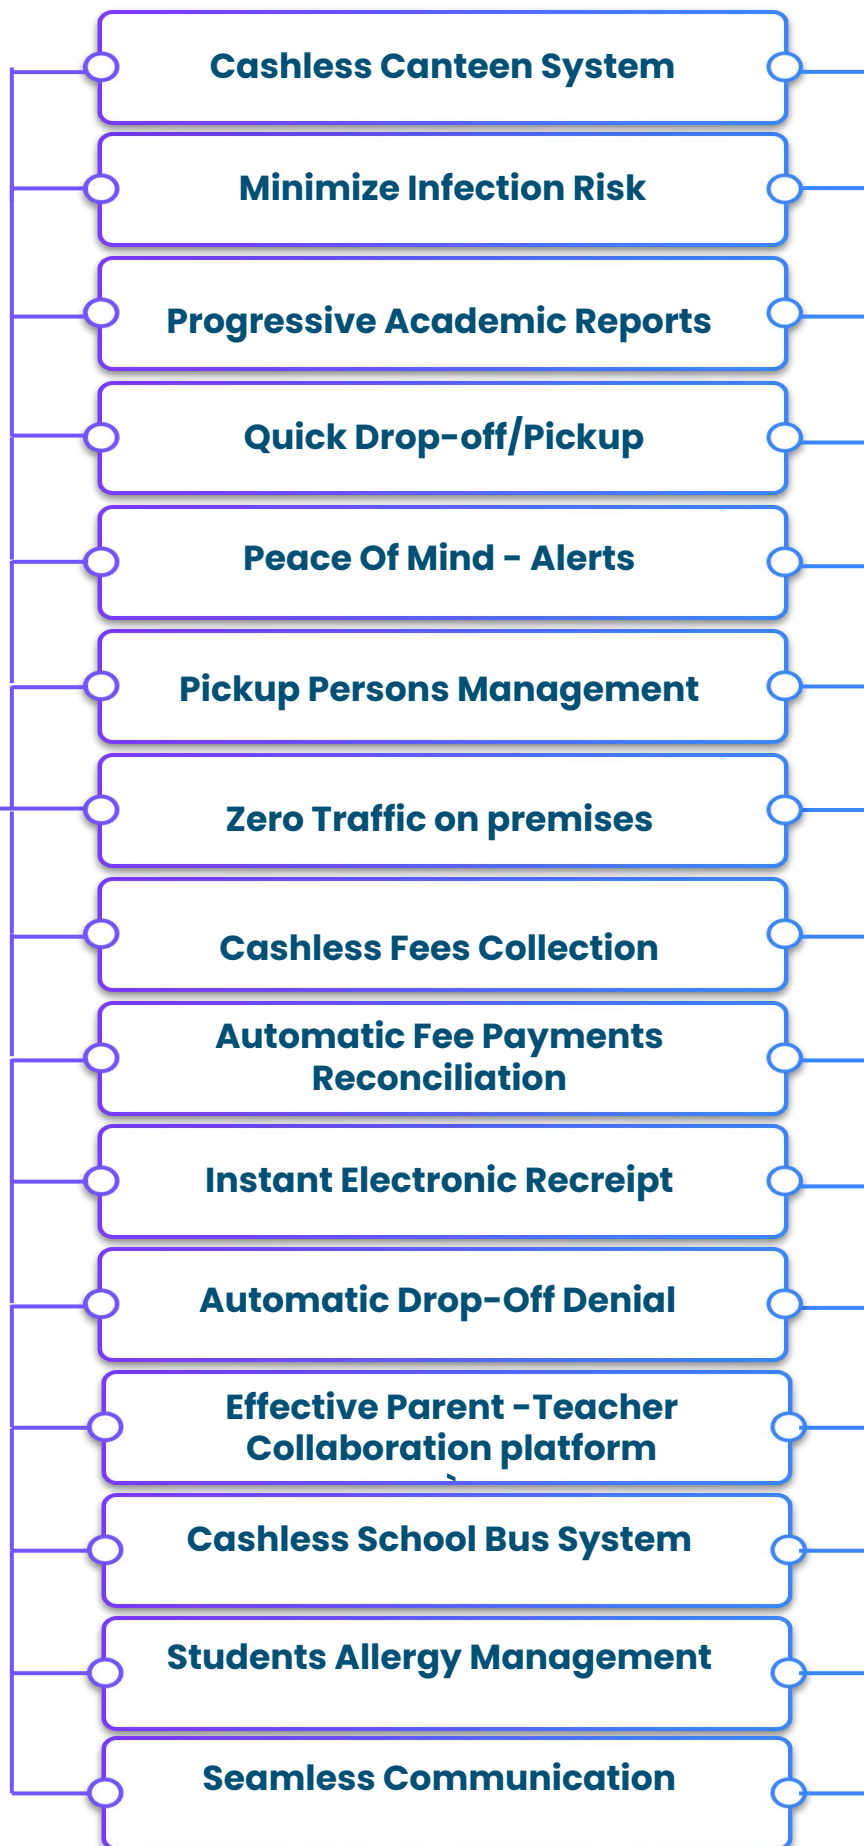 Cashless Canteen System
Minimize Infection Risk
Progressive Academic Reports
Quick Drop-off/Pickup
Peace Of Mind - Alerts
Pickup Persons Management
Zero Traffic on premises
Cashless Fees Collection
Automatic Fee Payments
Reconciliation
Instant Electronic Recreipt
Automatic Drop-Off Denial
Effective Parent -Teacher
Collaboration platform
`
Cashless School Bus System
Students Allergy Management
Seamless Communication